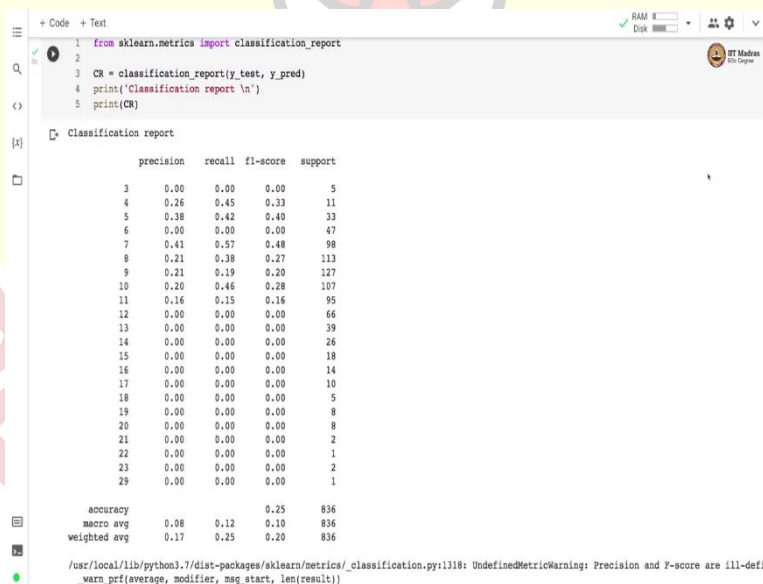 + Code + Text
RAM
Disk
1 from sklearn.metrics import classification_report
2
3 CR = classification_report(y_test, y_pred)
4 print('Classification report \n')
5 print(CR)
IIT Madras
BSc Degree
Classification report
precision recall f1-score support
3 0.00 0.00 0.00 5
4 0.26 0.45 0.33 11
5 0.38 0.42 0.40 33
6 0.00 0.00 0.00 47
7 0.41 0.57 0.48 98
8 0.21 0.38 0.27 113
9 0.21 0.19 0.20 127
10 0.20 0.46 0.28 107
11 0.16 0.15 0.16 95
12 0.00 0.00 0.00 66
13 0.00 0.00 0.00 39
14 0.00 0.00 0.00 26
15 0.00 0.00 0.00 18
16 0.00 0.00 0.00 14
17 0.00 0.00 0.00 10
18 0.00 0.00 0.00 5
19 0.00 0.00 0.00 8
20 0.00 0.00 0.00 8
21 0.00 0.00 0.00 2
22 0.00 0.00 0.00 1
23 0.00 0.00 0.00 2
29 0.00 0.00 0.00 1
accuracy 0.25 836
macro avg 0.08 0.12 0.10 836
weighted avg 0.17 0.25 0.20 836
/usr/local/lib/python3.7/dist-packages/sklearn/metrics/_classification.py:1318: UndefinedMetricWarning: Precision and F-score are ill-defi
_warn_prf(average, modifier, msg_start, len(result))